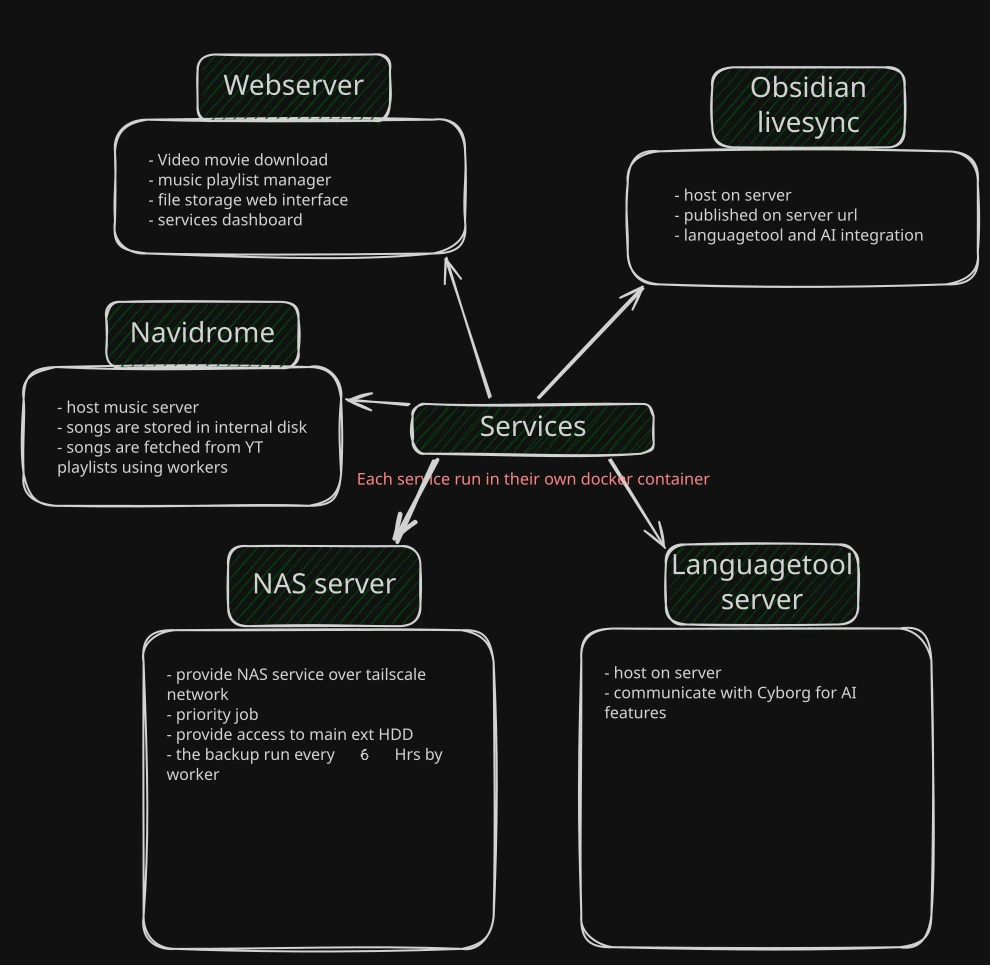 Webserver
- Video movie download
- music playlist manager
- file storage web interface
- services dashboard
Obsidian
livesync
- host on server
- published on server url
- languagetool and AI integration
Navidrome
- host music server
- songs are stored in internal disk
- songs are fetched from YT
playlists using workers
Services
Each service run in their own docker container
NAS server
- provide NAS service over tailscale
network
- priority job
- provide access to main ext HDD
- the backup run every 6 Hrs by
worker
Languagetool
server
- host on server
- communicate with Cyborg for AI
features